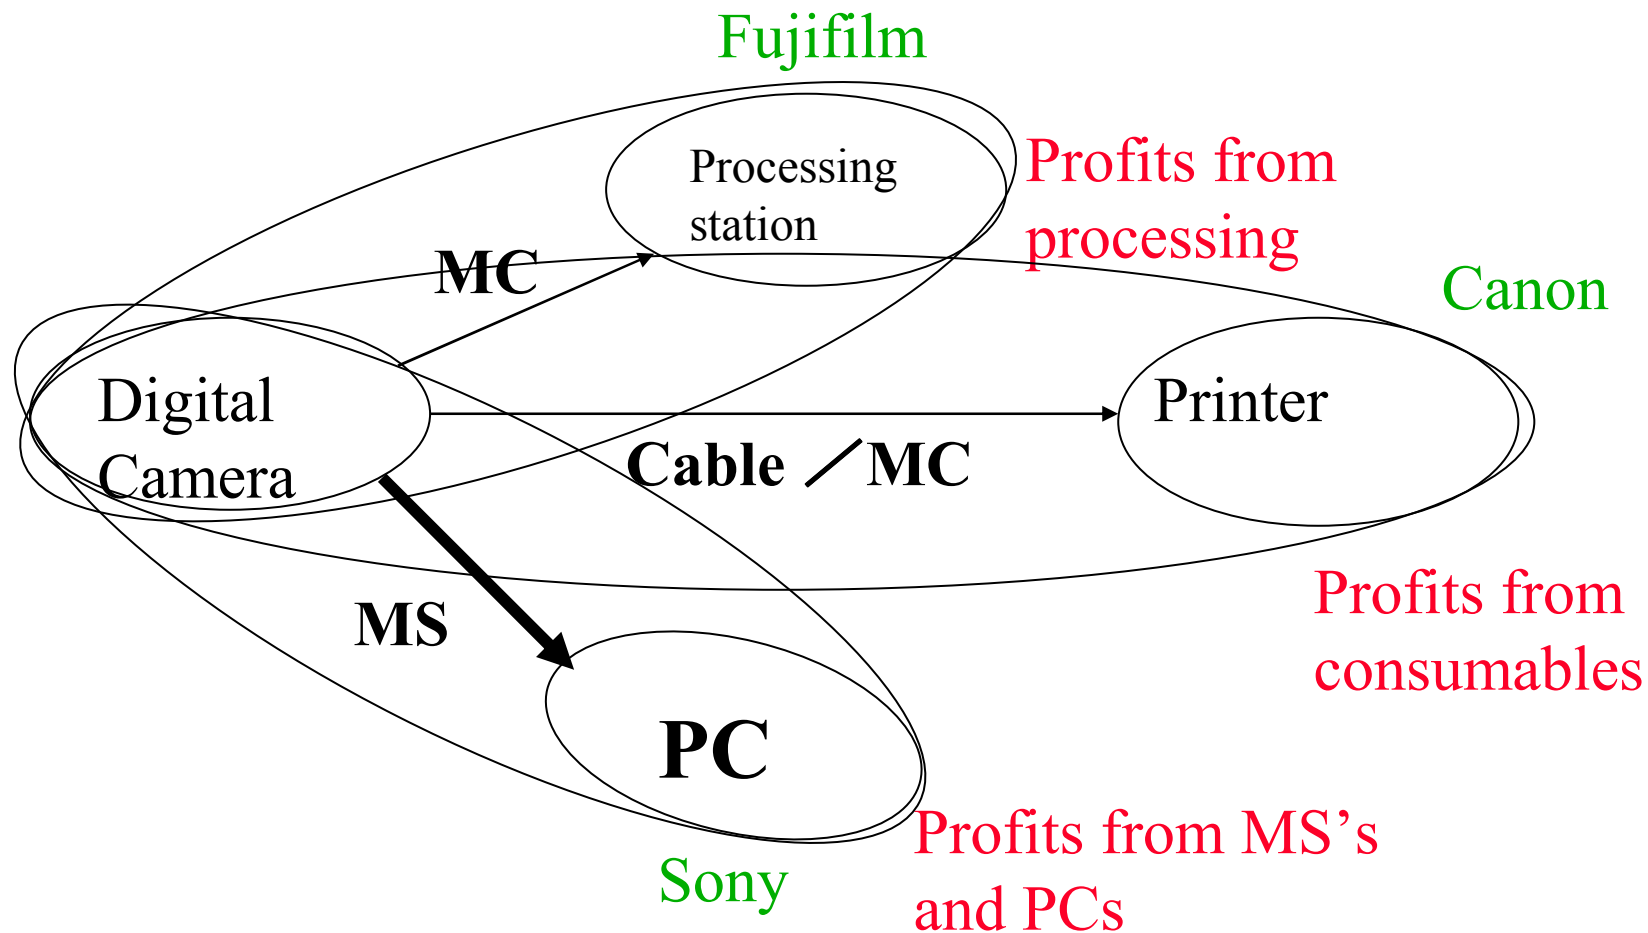 Fujifilm
Processing
station
Profits from
processing
MC
Canon
Digital
Camera
Printer
Cable／MC
MS
Profits from
consumables
PC
Profits from MS’s
and PCs
Sony